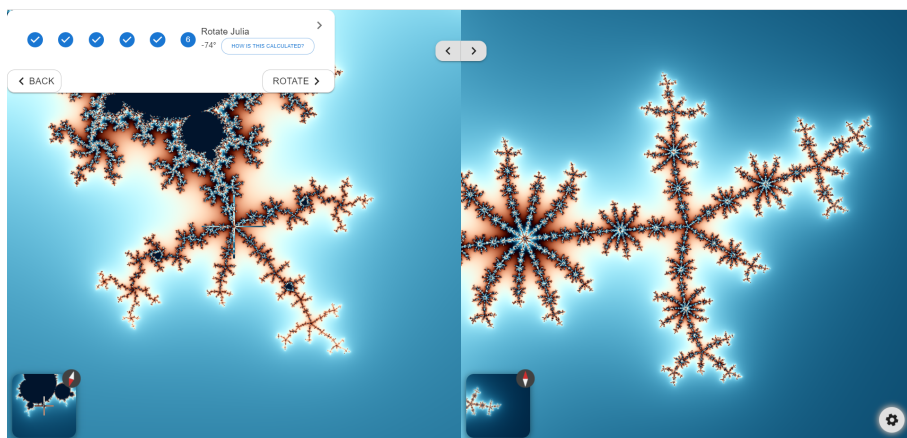 Rotate Julia
6
-74°
HOW IS THIS CALCULATED?
BACK
ROTATE